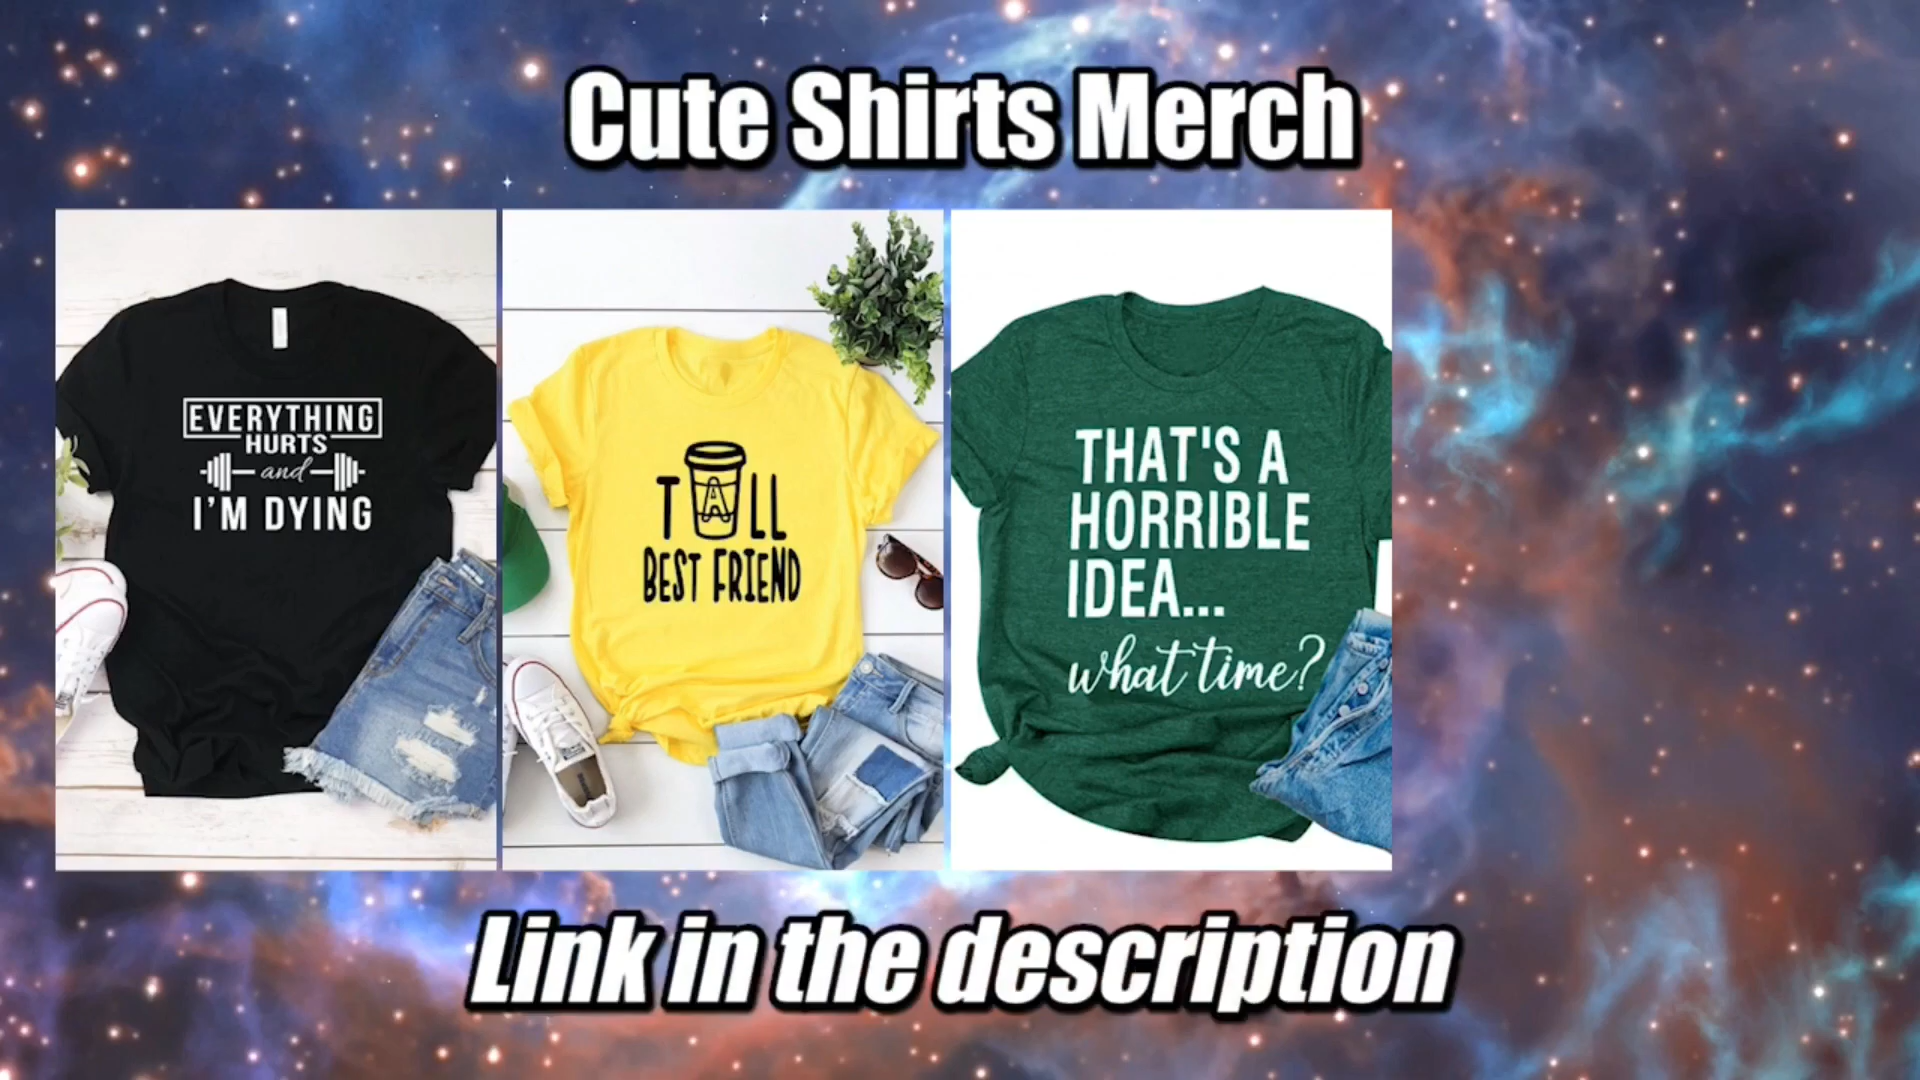 Cute Shirts Merch
EVERYTHING
HURTS
and
I'M DYING
TALL
BEST FRIEND
THAT'S A
HORRIBLE
IDEA...
what time?
Link in the description